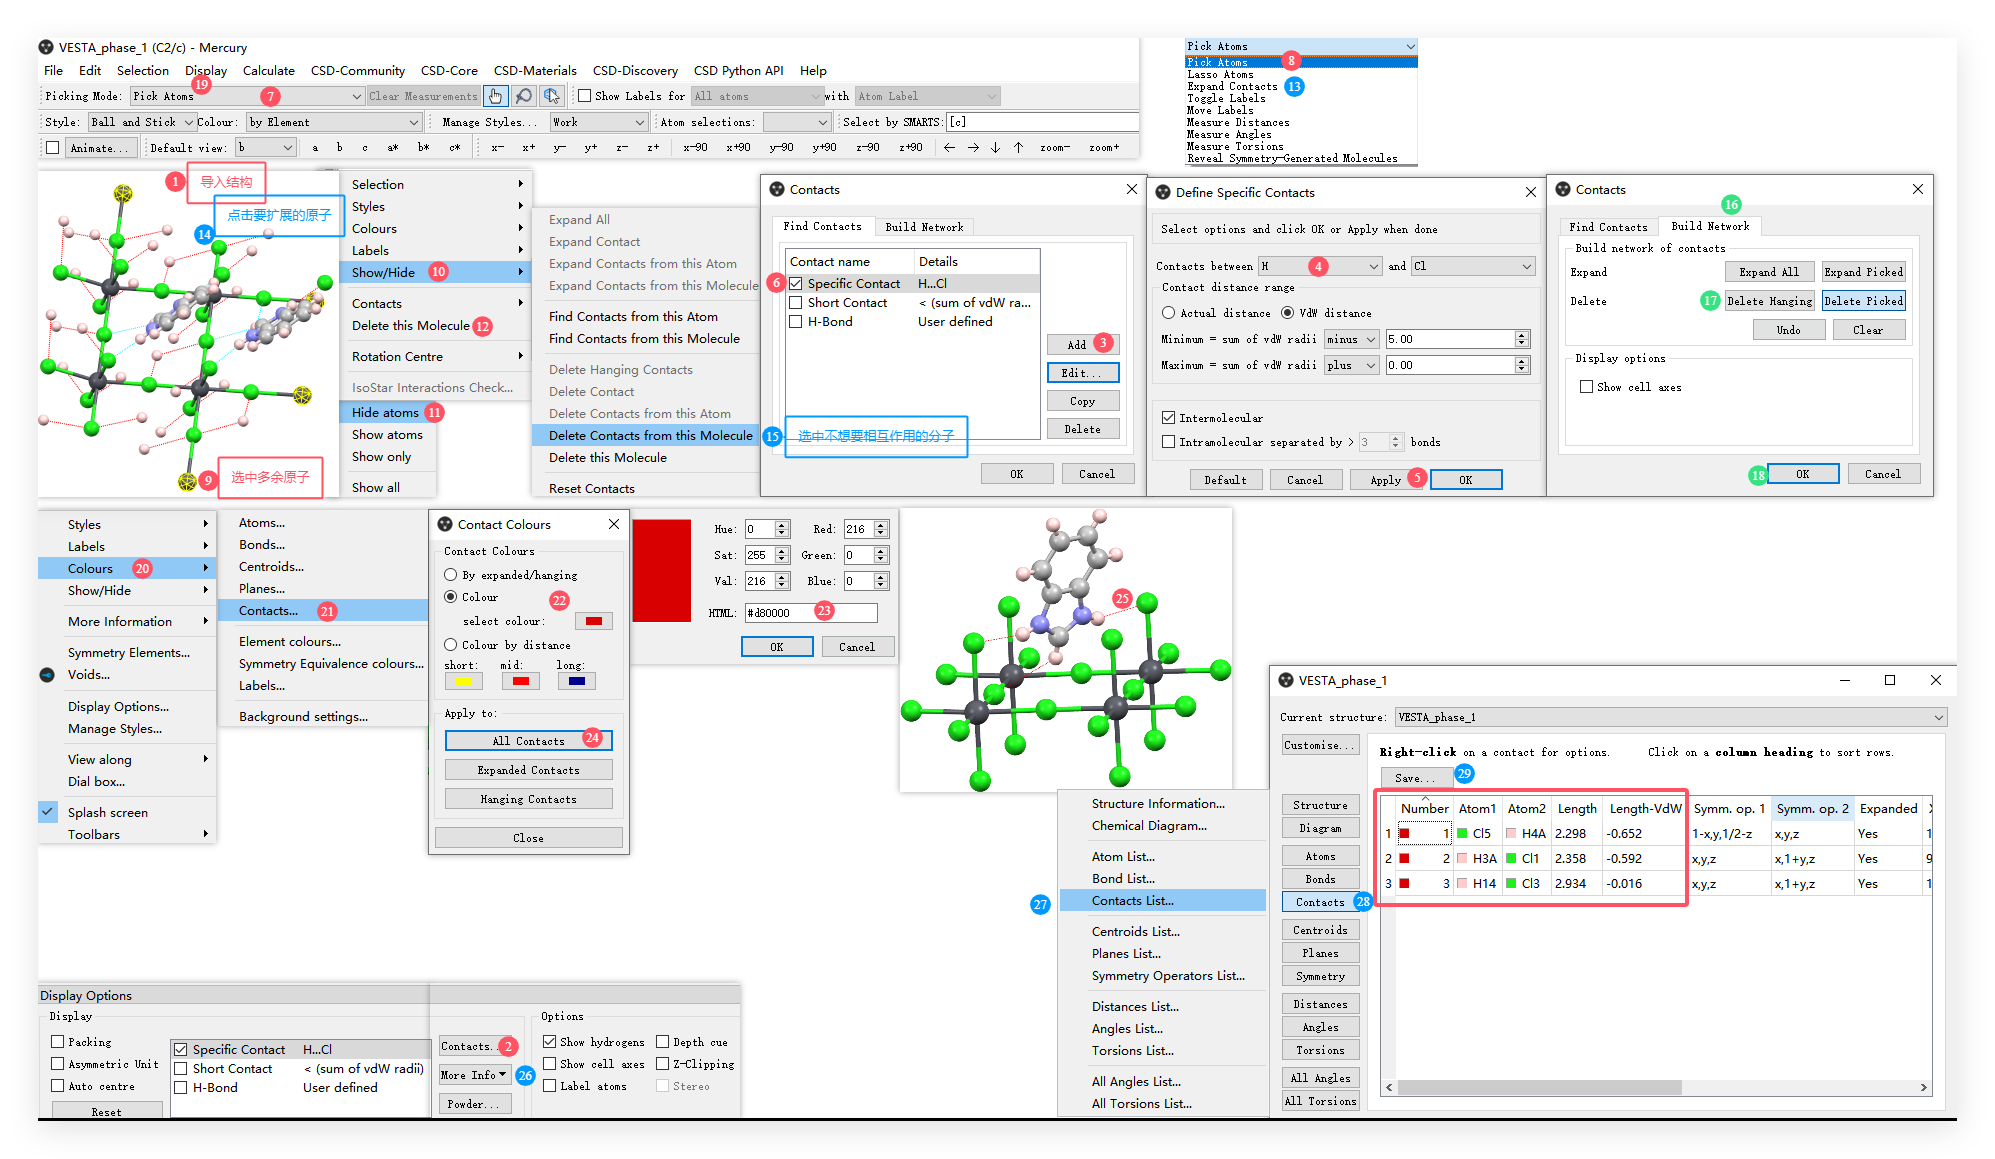 VESTA_phase_1 (C2/c) - Mercury
File Edit Selection Display Calculate CSD-Community CSD-Core CSD-Materials CSD-Discovery CSD Python API Help
19
Picking Mode: Pick Atoms 7 Clear Measurements Show Labels for All atoms with Atom Label
Style: Ball and Stick Colour: by Element Manage Styles... Work Atom selections: Select by SMARTS: [c]
Animate... Default view: b a b c a* b* c* x- x+ y- y+ z- z+ x-90 x+90 y-90 y+90 z-90 z+90 zoom- zoom+
Pick Atoms
Pick Atoms 8
Lasso Atoms
Expand Contacts 13
Toggle Labels
Move Labels
Measure Distances
Measure Angles
Measure Torsions
Reveal Symmetry-Generated Molecules
1 导入结构
点击要扩展的原子
14
9 选中多余原子
Selection
Styles
Colours
Labels
Show/Hide 10
Contacts
Delete this Molecule 12
Rotation Centre
IsoStar Interactions Check...
Hide atoms 11
Show atoms
Show only
Show all
Expand All
Expand Contact
Expand Contacts from this Atom
Expand Contacts from this Molecule
Find Contacts from this Atom
Find Contacts from this Molecule
Delete Hanging Contacts
Delete Contact
Delete Contacts from this Atom
Delete Contacts from this Molecule
Delete this Molecule
Reset Contacts
Contacts
Find Contacts Build Network
Contact name Details
6 Specific Contact H...Cl
Short Contact < (sum of vdW ra...
H-Bond User defined
Add 3
Edit...
Copy
Delete
15 选中不想要相互作用的分子
OK Cancel
Define Specific Contacts
Select options and click OK or Apply when done
Contacts between H 4 and Cl
Contact distance range
Actual distance VdW distance
Minimum = sum of vdW radii minus 5.00
Maximum = sum of vdW radii plus 0.00
Intermolecular
Intramolecular separated by > 3 bonds
Default Cancel Apply 5 OK
Contacts
16
Find Contacts Build Network
Build network of contacts
Expand Expand All Expand Picked
Delete 17 Delete Hanging Delete Picked
Undo Clear
Display options
Show cell axes
18 OK Cancel
Styles
Labels
Colours 20
Show/Hide
More Information
Symmetry Elements...
Voids...
Display Options...
Manage Styles...
View along
Dial box...
Splash screen
Toolbars
Atoms...
Bonds...
Centroids...
Planes...
Contacts... 21
Element colours...
Symmetry Equivalence colours...
Labels...
Background settings...
Contact Colours
Contact Colours
By expanded/hanging
Colour 22
select colour:
Colour by distance
short: mid: long:
Apply to:
All Contacts 24
Expanded Contacts
Hanging Contacts
Close
Hue: 0 Red: 216
Sat: 255 Green: 0
Val: 216 Blue: 0
HTML: #d80000 23
OK Cancel
25
Structure Information...
Chemical Diagram...
Atom List...
Bond List...
27 Contacts List...
Centroids List...
Planes List...
Symmetry Operators List...
Distances List...
Angles List...
Torsions List...
All Angles List...
All Torsions List...
VESTA_phase_1
Current structure: VESTA_phase_1
Customise...
Right-click on a contact for options. Click on a column heading to sort rows.
Save... 29
Structure
Diagram
Atoms
Bonds
Contacts 28
Centroids
Planes
Symmetry
Distances
Angles
Torsions
All Angles
All Torsions
Number Atom1 Atom2 Length Length-VdW Symm. op. 1 Symm. op. 2 Expanded
1 1 Cl5 H4A 2.298 -0.652 1-x,y,1/2-z x,y,z Yes 1
2 2 H3A Cl1 2.358 -0.592 x,y,z x,1+y,z Yes 9
3 3 H14 Cl3 2.934 -0.016 x,y,z x,1+y,z Yes 1
Display Options
Display
Packing
Asymmetric Unit
Auto centre
Reset
Specific Contact H...Cl
Short Contact < (sum of vdW radii)
H-Bond User defined
Contacts... 2
More Info 26
Powder...
Options
Show hydrogens Depth cue
Show cell axes Z-Clipping
Label atoms Stereo